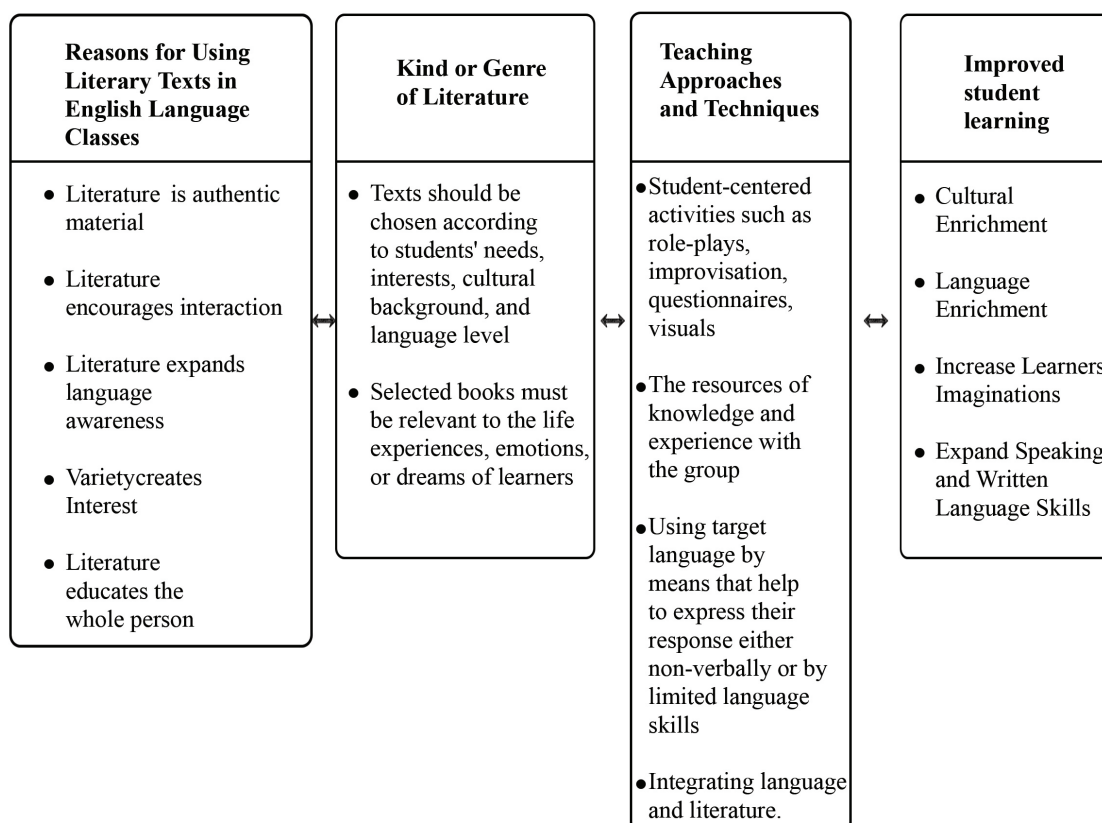 Reasons for Using
Literary Texts in
English Language
Classes
● Literature is authentic
material
● Literature
encourages interaction
● Literature expands
language
awareness
● Varietycreates
Interest
● Literature
educates the
whole person
Kind or Genre
of Literature
● Texts should be
chosen according
to students' needs,
interests, cultural
background, and
language level
● Selected books must
be relevant to the life
experiences, emotions,
or dreams of learners
Teaching
Approaches
and Techniques
●Student-centered
activities such as
role-plays,
improvisation,
questionnaires,
visuals
●The resources of
knowledge and
experience with
the group
●Using target
language by
means that help
to express their
response either
non-verbally or by
limited language
skills
●Integrating language
and literature.
Improved
student
learning
● Cultural
Enrichment
● Language
Enrichment
● Increase Learners
Imaginations
● Expand Speaking
and Written
Language Skills